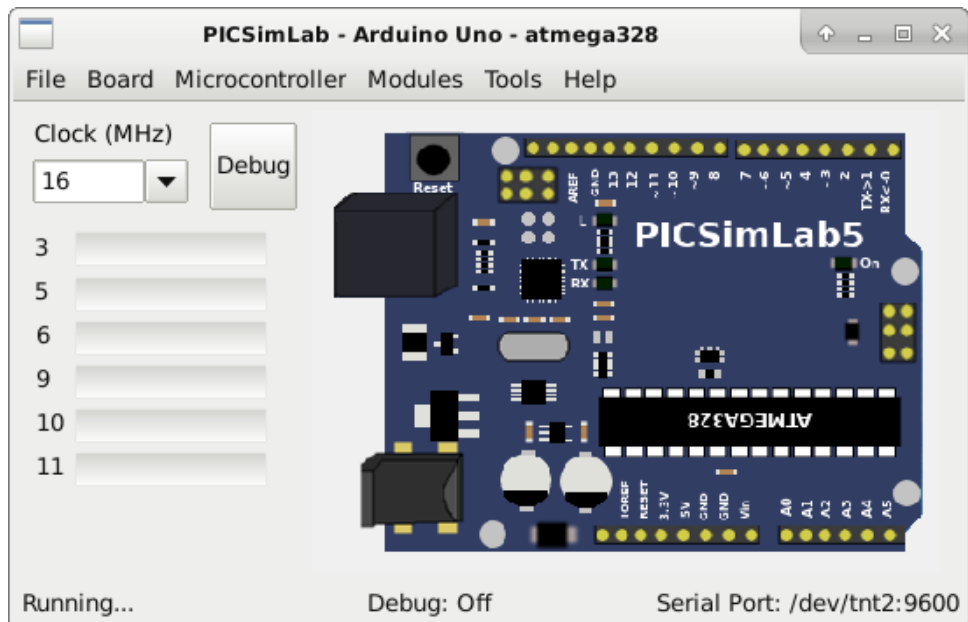 PICSimLab - Arduino Uno - atmega328
File Board Microcontroller Modules Tools Help
Clock (MHz)
16
Debug
3
5
6
9
10
11
Reset
AREF
GND
13
12
~11
~10
~9
8
7
~6
~5
4
~3
2
TX->1
RX<-0
L
TX
RX
PICSimLab5
On
ATMEGA328
IOREF
RESET
3.3V
5V
GND
GND
Vin
A0
A1
A2
A3
A4
A5
Running...
Debug: Off
Serial Port: /dev/tnt2:9600